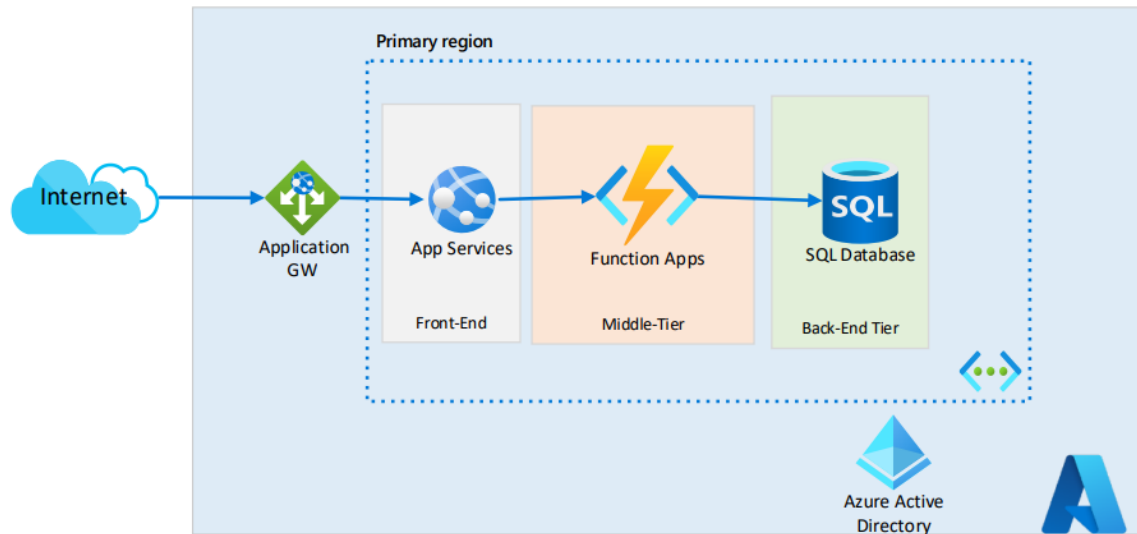 Primary region
Internet
Application
GW
App Services
Front-End
Function Apps
Middle-Tier
SQL
SQL Database
Back-End Tier
Azure Active
Directory